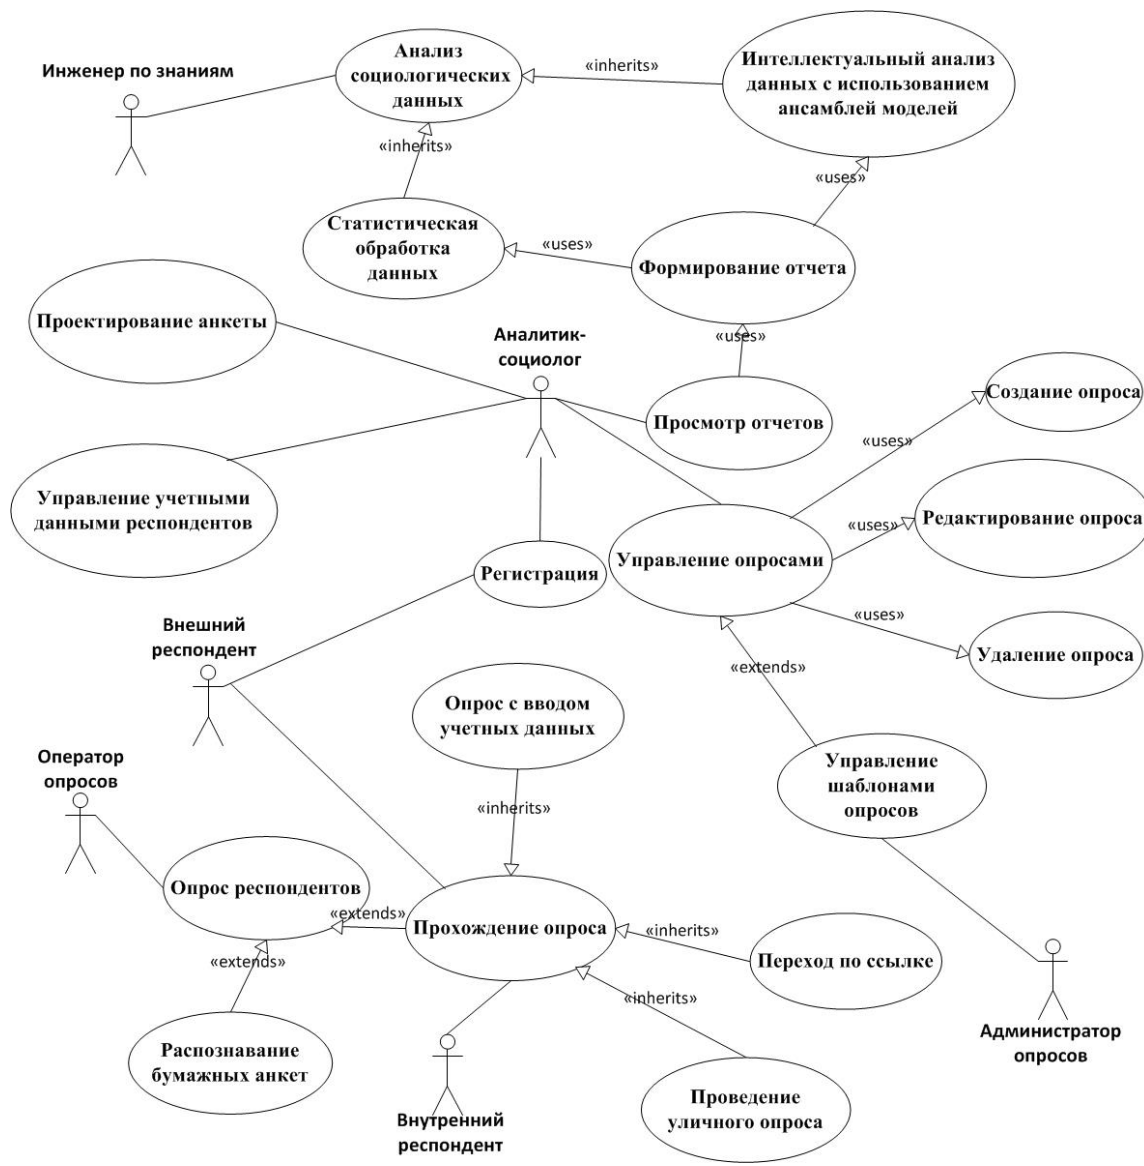 Анализ
социологических
данных
Интеллектуальный анализ
данных с использованием
ансамблей моделей
Инженер по знаниям
«inherits»
«inherits»
«uses»
Статистическая
обработка
данных
«uses»
Формирование отчета
Проектирование анкеты
Аналитик-
социолог
«uses»
Создание опроса
Просмотр отчетов
«uses»
Управление учетными
данными респондентов
«uses»
Редактирование опроса
Управление опросами
Регистрация
«uses»
Удаление опроса
Внешний
респондент
«extends»
Опрос с вводом
учетных данных
Оператор
опросов
Управление
шаблонами
опросов
«inherits»
Опрос респондентов
«extends»
Прохождение опроса
«inherits»
Переход по ссылке
«extends»
«inherits»
Администратор
опросов
Распознавание
бумажных анкет
Проведение
уличного опроса
Внутренний
респондент